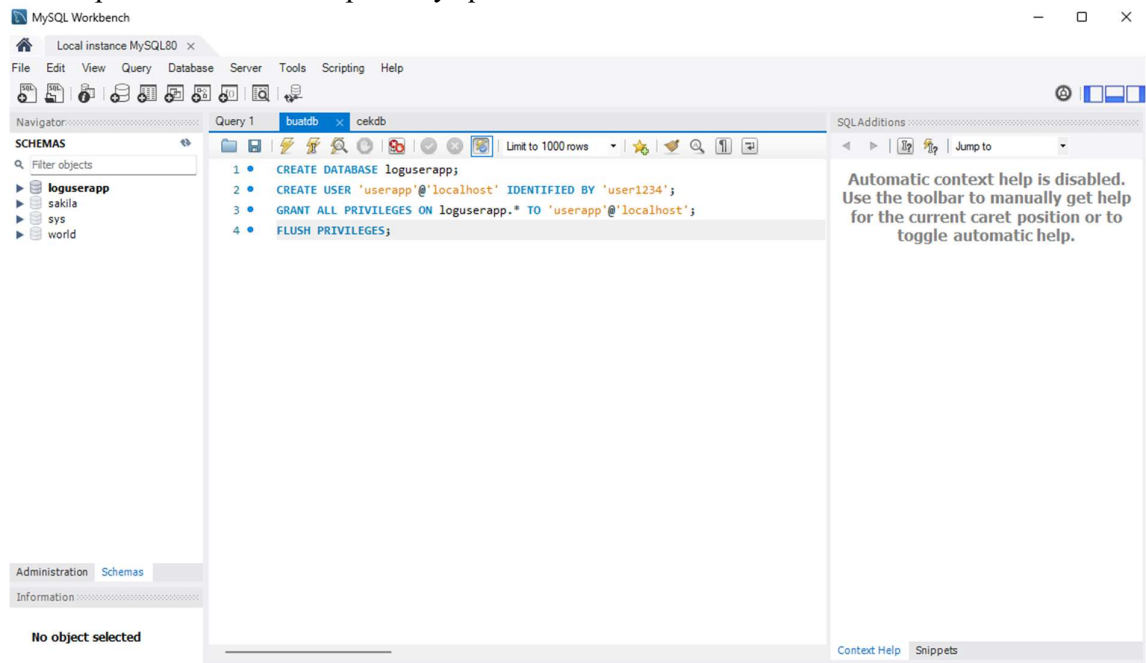 MySQL Workbench
Local instance MySQL80
File Edit View Query Database Server Tools Scripting Help
Navigator
SCHEMAS
Filter objects
loguserapp
sakila
sys
world
Administration Schemas
Information
No object selected
Query 1 buatdb cekdb
Limit to 1000 rows
1 CREATE DATABASE loguserapp;
2 CREATE USER 'userapp'@'localhost' IDENTIFIED BY 'user1234';
3 GRANT ALL PRIVILEGES ON loguserapp.* TO 'userapp'@'localhost';
4 FLUSH PRIVILEGES;
SQLAdditions
Jump to
Automatic context help is disabled.
Use the toolbar to manually get help
for the current caret position or to
toggle automatic help.
Context Help Snippets